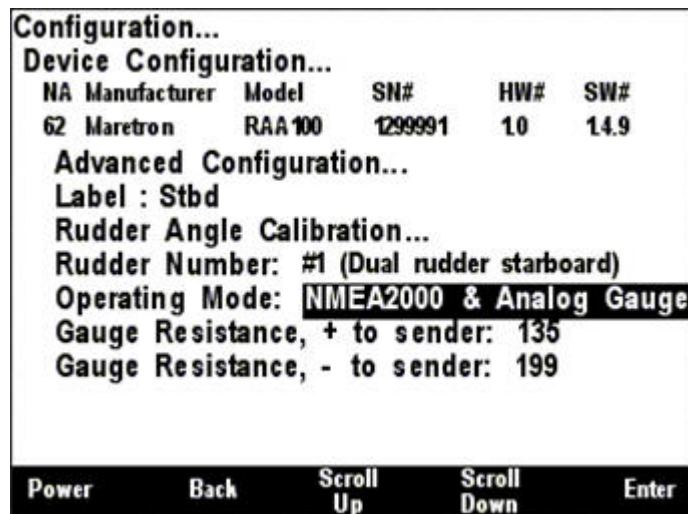 Configuration...
Device Configuration...
NA Manufacturer Model SN# HW# SW#
62 Maretron RAA100 1299991 1.0 1.4.9
Advanced Configuration...
Label : Stbd
Rudder Angle Calibration...
Rudder Number: #1 (Dual rudder starboard)
Operating Mode: NMEA2000 & Analog Gauge
Gauge Resistance, + to sender: 135
Gauge Resistance, - to sender: 199
Power Back Scroll Up Scroll Down Enter